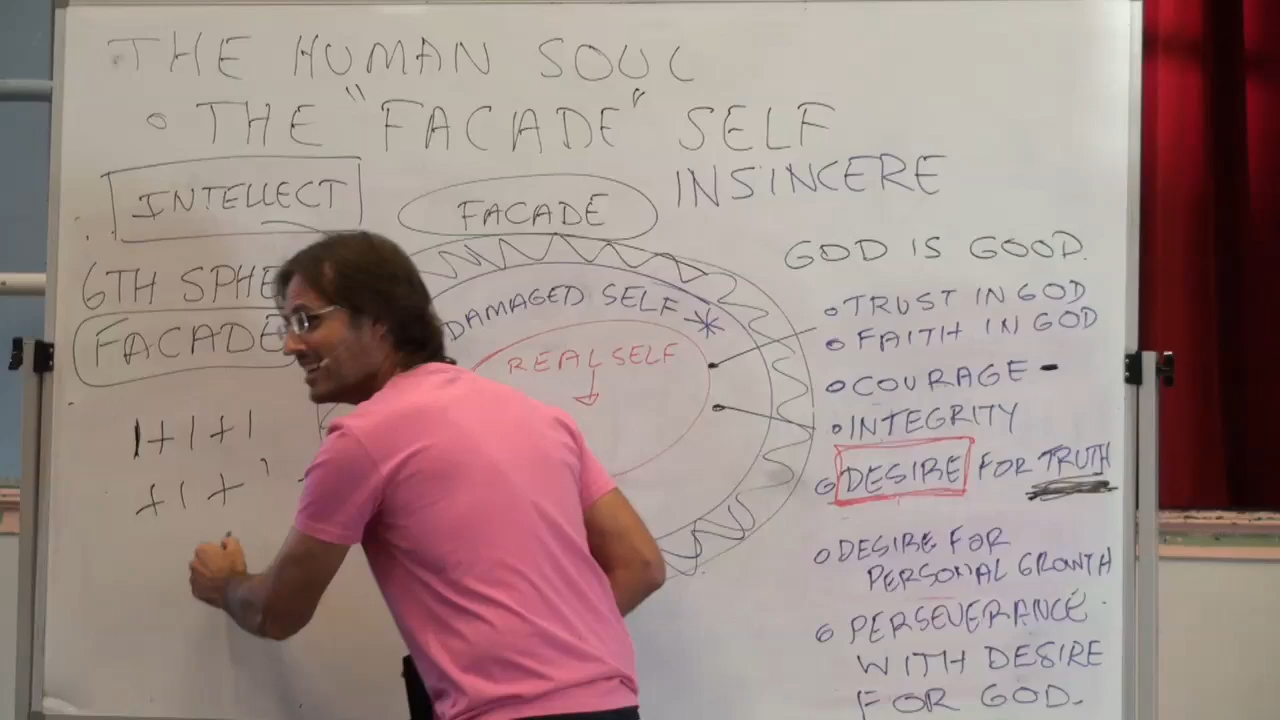 THE HUMAN SOUL
• THE "FACADE" SELF
INSINCERE
INTELLECT
FACADE
6TH SPHE
FACADE
1+1+1
+1+1
DAMAGED SELF
REAL SELF
GOD IS GOOD.
• TRUST IN GOD
• FAITH IN GOD
• COURAGE -
• INTEGRITY
• DESIRE FOR TRUTH
• DESIRE FOR
PERSONAL GROWTH
• PERSEVERANCE
WITH DESIRE
FOR GOD.